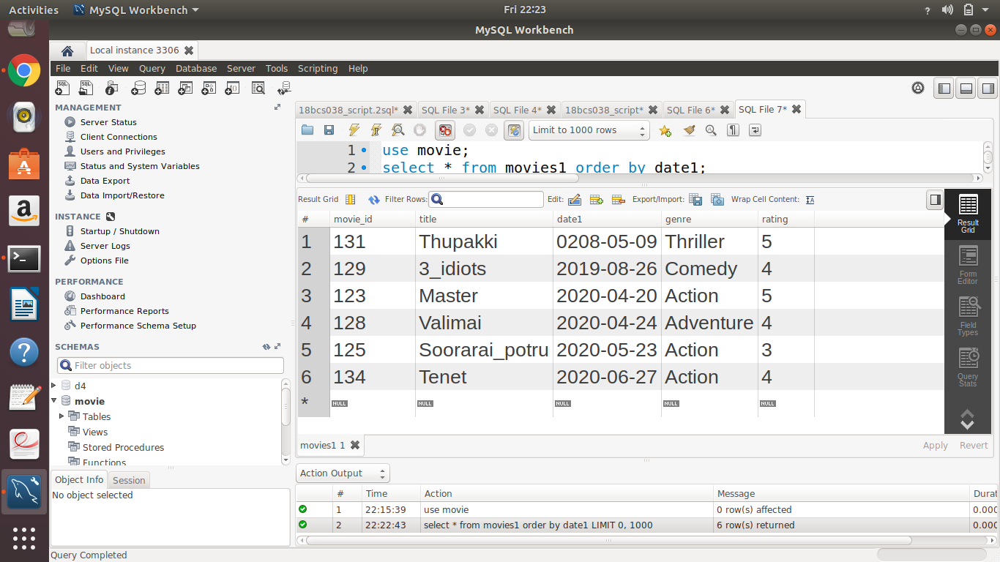 Activities MySQL Workbench Fri 22:23 ?
MySQL Workbench
Local instance 3306
File Edit View Query Database Server Tools Scripting Help
MANAGEMENT
Server Status
Client Connections
Users and Privileges
Status and System Variables
Data Export
Data Import/Restore
INSTANCE
Startup / Shutdown
Server Logs
Options File
PERFORMANCE
Dashboard
Performance Reports
Performance Schema Setup
SCHEMAS
Filter objects
d4
movie
Tables
Views
Stored Procedures
Functions
Object Info Session
No object selected
18bcs038_script.2sql* SQL File 3* SQL File 4* 18bcs038_script* SQL File 6* SQL File 7*
Limit to 1000 rows
1 use movie;
2 select * from movies1 order by date1;
Result Grid Filter Rows: Edit: Export/Import: Wrap Cell Content:
# movie_id title date1 genre rating
1 131 Thupakki 0208-05-09 Thriller 5
2 129 3_idiots 2019-08-26 Comedy 4
3 123 Master 2020-04-20 Action 5
4 128 Valimai 2020-04-24 Adventure 4
5 125 Soorarai_potru 2020-05-23 Action 3
6 134 Tenet 2020-06-27 Action 4
* NULL NULL NULL NULL NULL
Result
Grid
Form
Editor
Field
Types
Query
Stats
movies1 1 Apply Revert
Action Output
# Time Action Message Durat
1 22:15:39 use movie 0 row(s) affected 0.000
2 22:22:43 select * from movies1 order by date1 LIMIT 0, 1000 6 row(s) returned 0.000
Query Completed